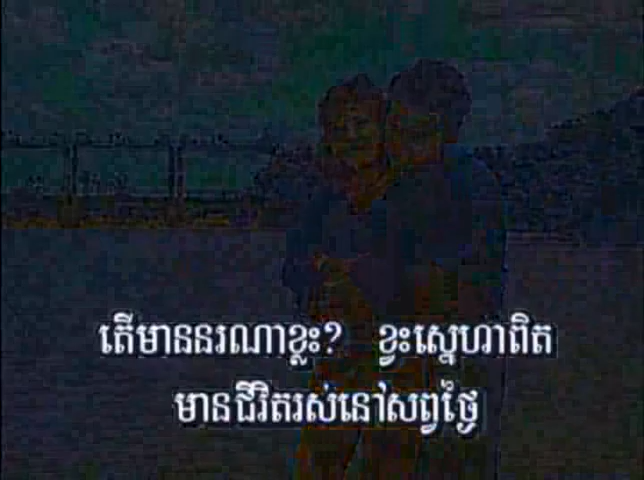 តើមាននរណាខ្លះ? ខ្វះស្នេហាពិត
មានជីវិតរស់នៅសព្វថ្ងៃ